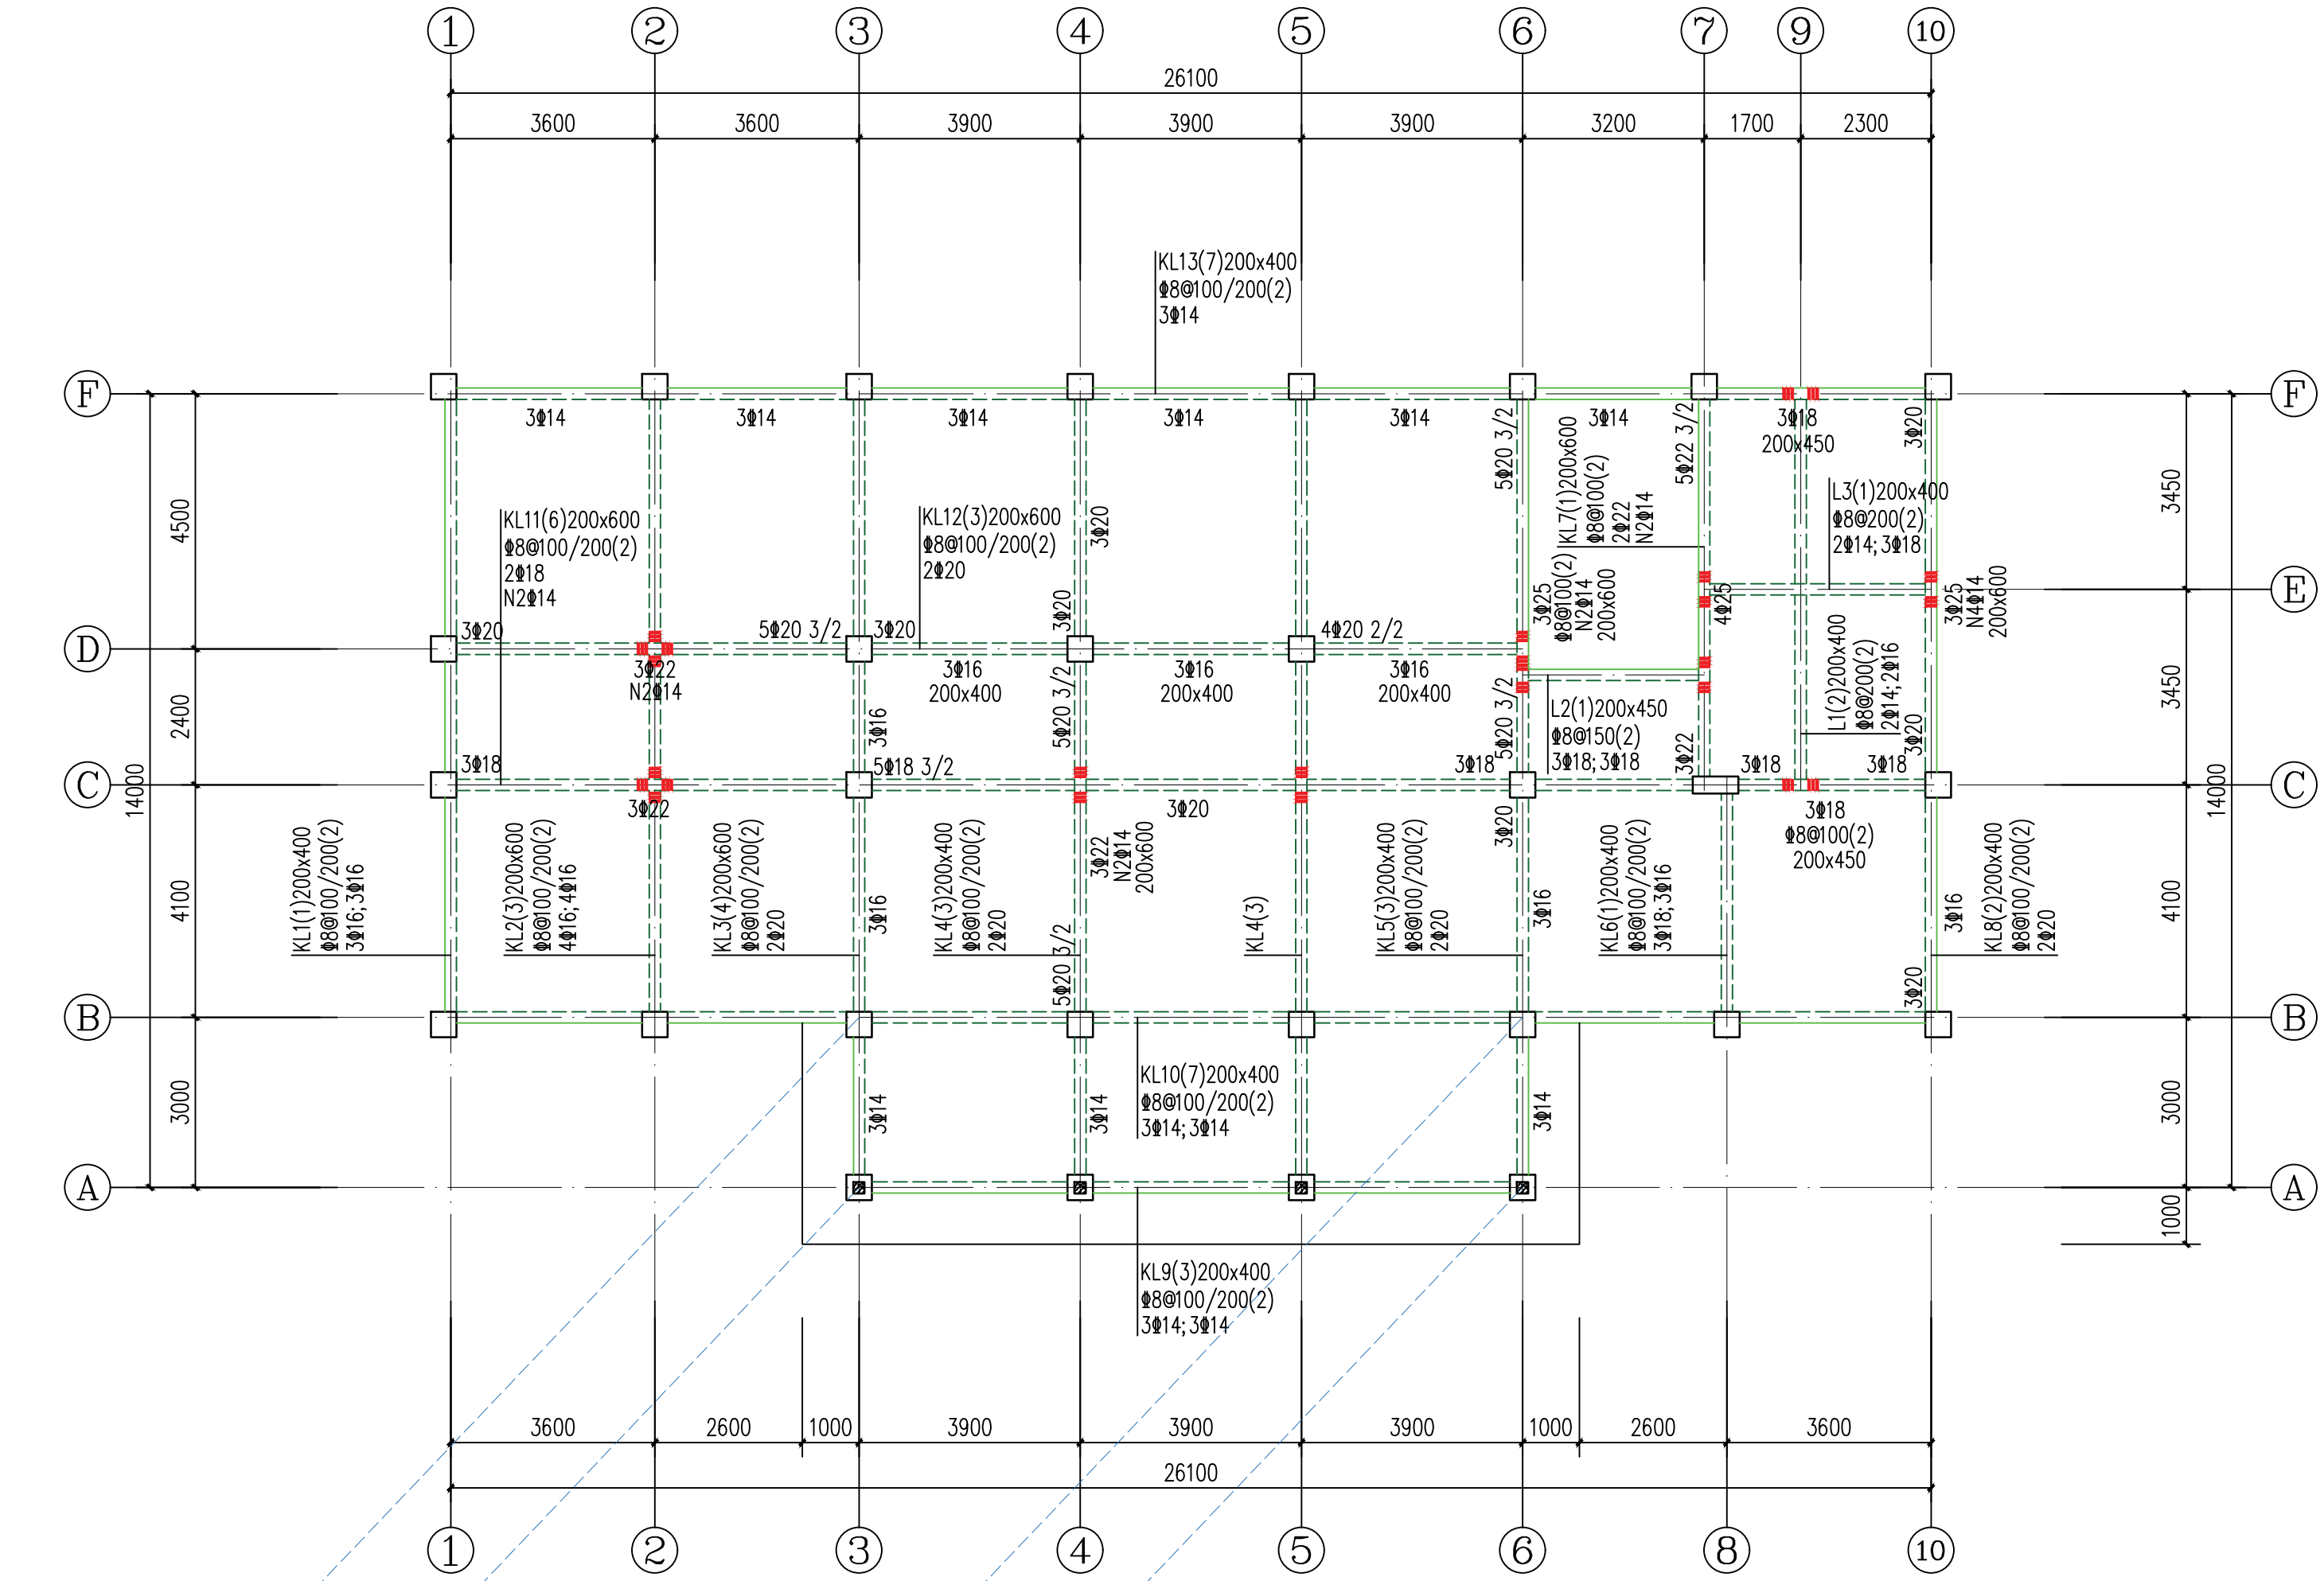 1 2 3 4 5 6 7 9 10
26100
3600 3600 3900 3900 3900 3200 1700 2300
KL13(7)200x400
Φ8@100/200(2)
3Φ14
F F
3Φ14 3Φ14 3Φ14 3Φ14 3Φ14 3Φ14 3Φ18
200x450
5Φ20 3/2
5Φ22 3/2
3Φ20
KL7(1)200x600
Φ8@100(2)
2Φ22
N2Φ14
L3(1)200x400
Φ8@200(2)
2Φ14;3Φ18
KL11(6)200x600
Φ8@100/200(2)
2Φ18
N2Φ14
KL12(3)200x600
Φ8@100/200(2)
2Φ20
3Φ20
4500
3450
E
3Φ25
Φ8@100(2)
N2Φ14
200x600
4Φ25
3Φ25
N4Φ14
200x600
3Φ20
D
3Φ20 5Φ20 3/2 3Φ20 4Φ20 2/2
3Φ22
N2Φ14
3Φ16
200x400
3Φ16
200x400
3Φ16
200x400
2400
3450
3Φ16
5Φ20 3/2
5Φ20 3/2
L2(1)200x450
Φ8@150(2)
3Φ18;3Φ18
L1(2)200x400
Φ8@200(2)
2Φ14;2Φ16
3Φ22
3Φ20
C C
3Φ18 5Φ18 3/2 3Φ18 3Φ18 3Φ18
3Φ22 3Φ20
3Φ18
Φ8@100(2)
200x450
14000
14000
4100
4100
KL1(1)200x400
Φ8@100/200(2)
3Φ16;3Φ16
KL2(3)200x600
Φ8@100/200(2)
4Φ16;4Φ16
KL3(4)200x600
Φ8@100/200(2)
2Φ20
3Φ16
KL4(3)200x400
Φ8@100/200(2)
2Φ20
5Φ20 3/2
3Φ22
N2Φ14
200x600
KL4(3)
KL5(3)200x400
Φ8@100/200(2)
2Φ20
3Φ20
3Φ16
KL6(1)200x400
Φ8@100/200(2)
3Φ18;3Φ16
3Φ20
3Φ16
KL8(2)200x400
Φ8@100/200(2)
2Φ20
B B
3000
3000
3Φ14
3Φ14
3Φ14
KL10(7)200x400
Φ8@100/200(2)
3Φ14;3Φ14
A A
1000
KL9(3)200x400
Φ8@100/200(2)
3Φ14;3Φ14
3600 2600 1000 3900 3900 3900 1000 2600 3600
26100
1 2 3 4 5 6 8 10